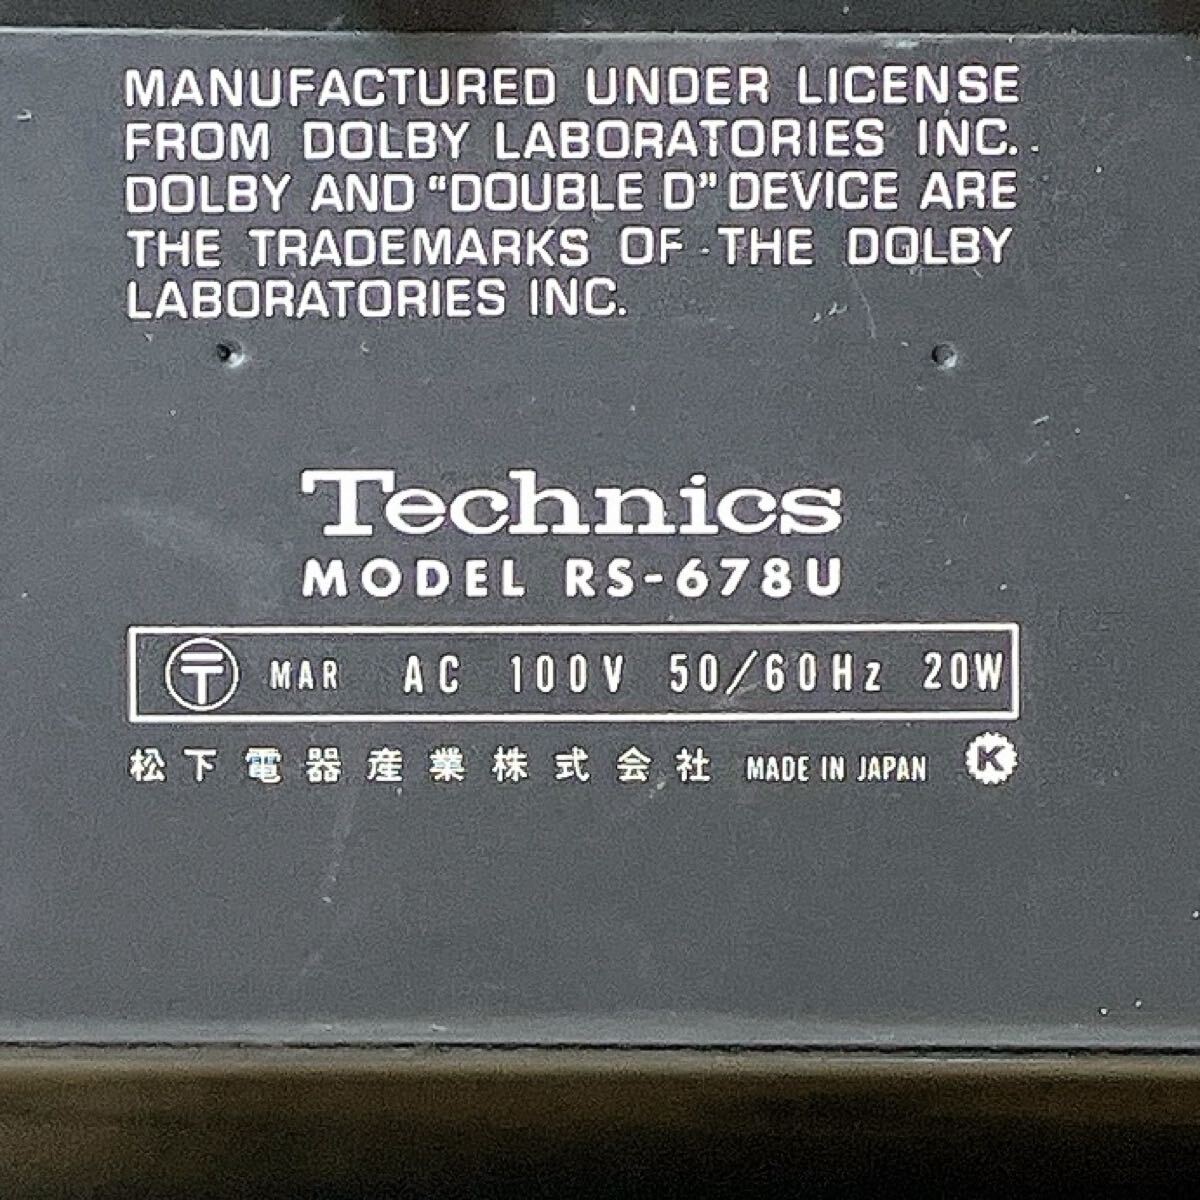 MANUFACTURED UNDER LICENSE
FROM DOLBY LABORATORIES INC.
DOLBY AND “DOUBLE D” DEVICE ARE
THE TRADEMARKS OF THE DOLBY
LABORATORIES INC.
Technics
MODEL RS-678U
〒 MAR AC 100V 50/60Hz 20W
松下電器産業株式会社 MADE IN JAPAN K